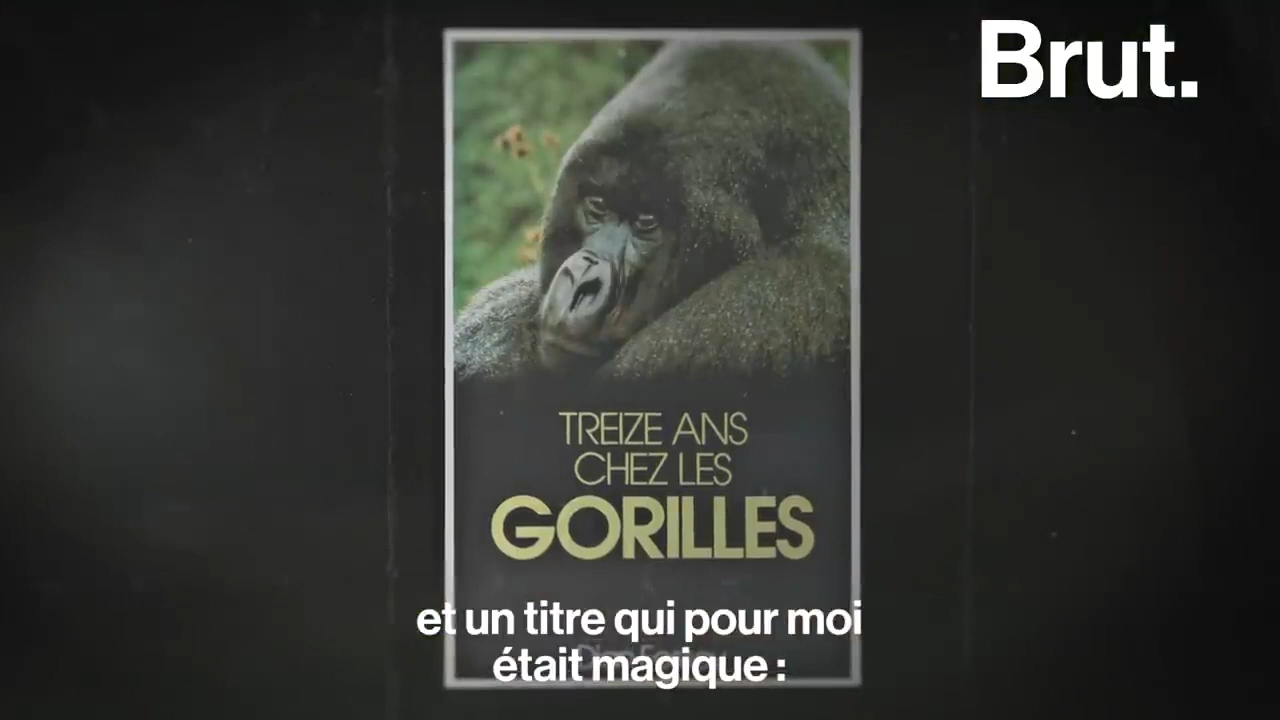 Brut.
TREIZE ANS
CHEZ LES
GORILLES
et un titre qui pour moi
était magique :